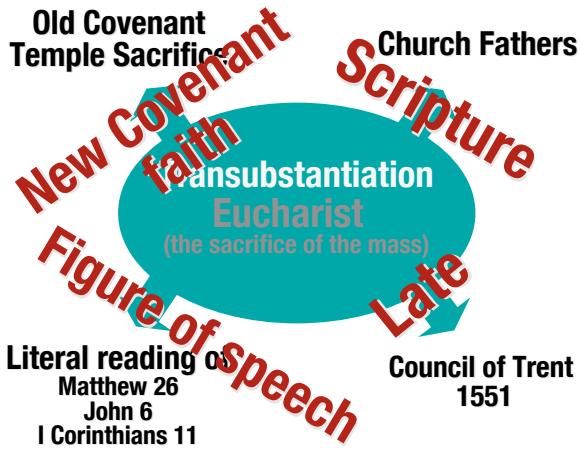 Old Covenant
Temple Sacrifice
Church Fathers
New Covenant
faith
Scripture
Transubstantiation
Eucharist
(the sacrifice of the mass)
Figure of speech
Late
Literal reading of
Matthew 26
John 6
I Corinthians 11
Council of Trent
1551